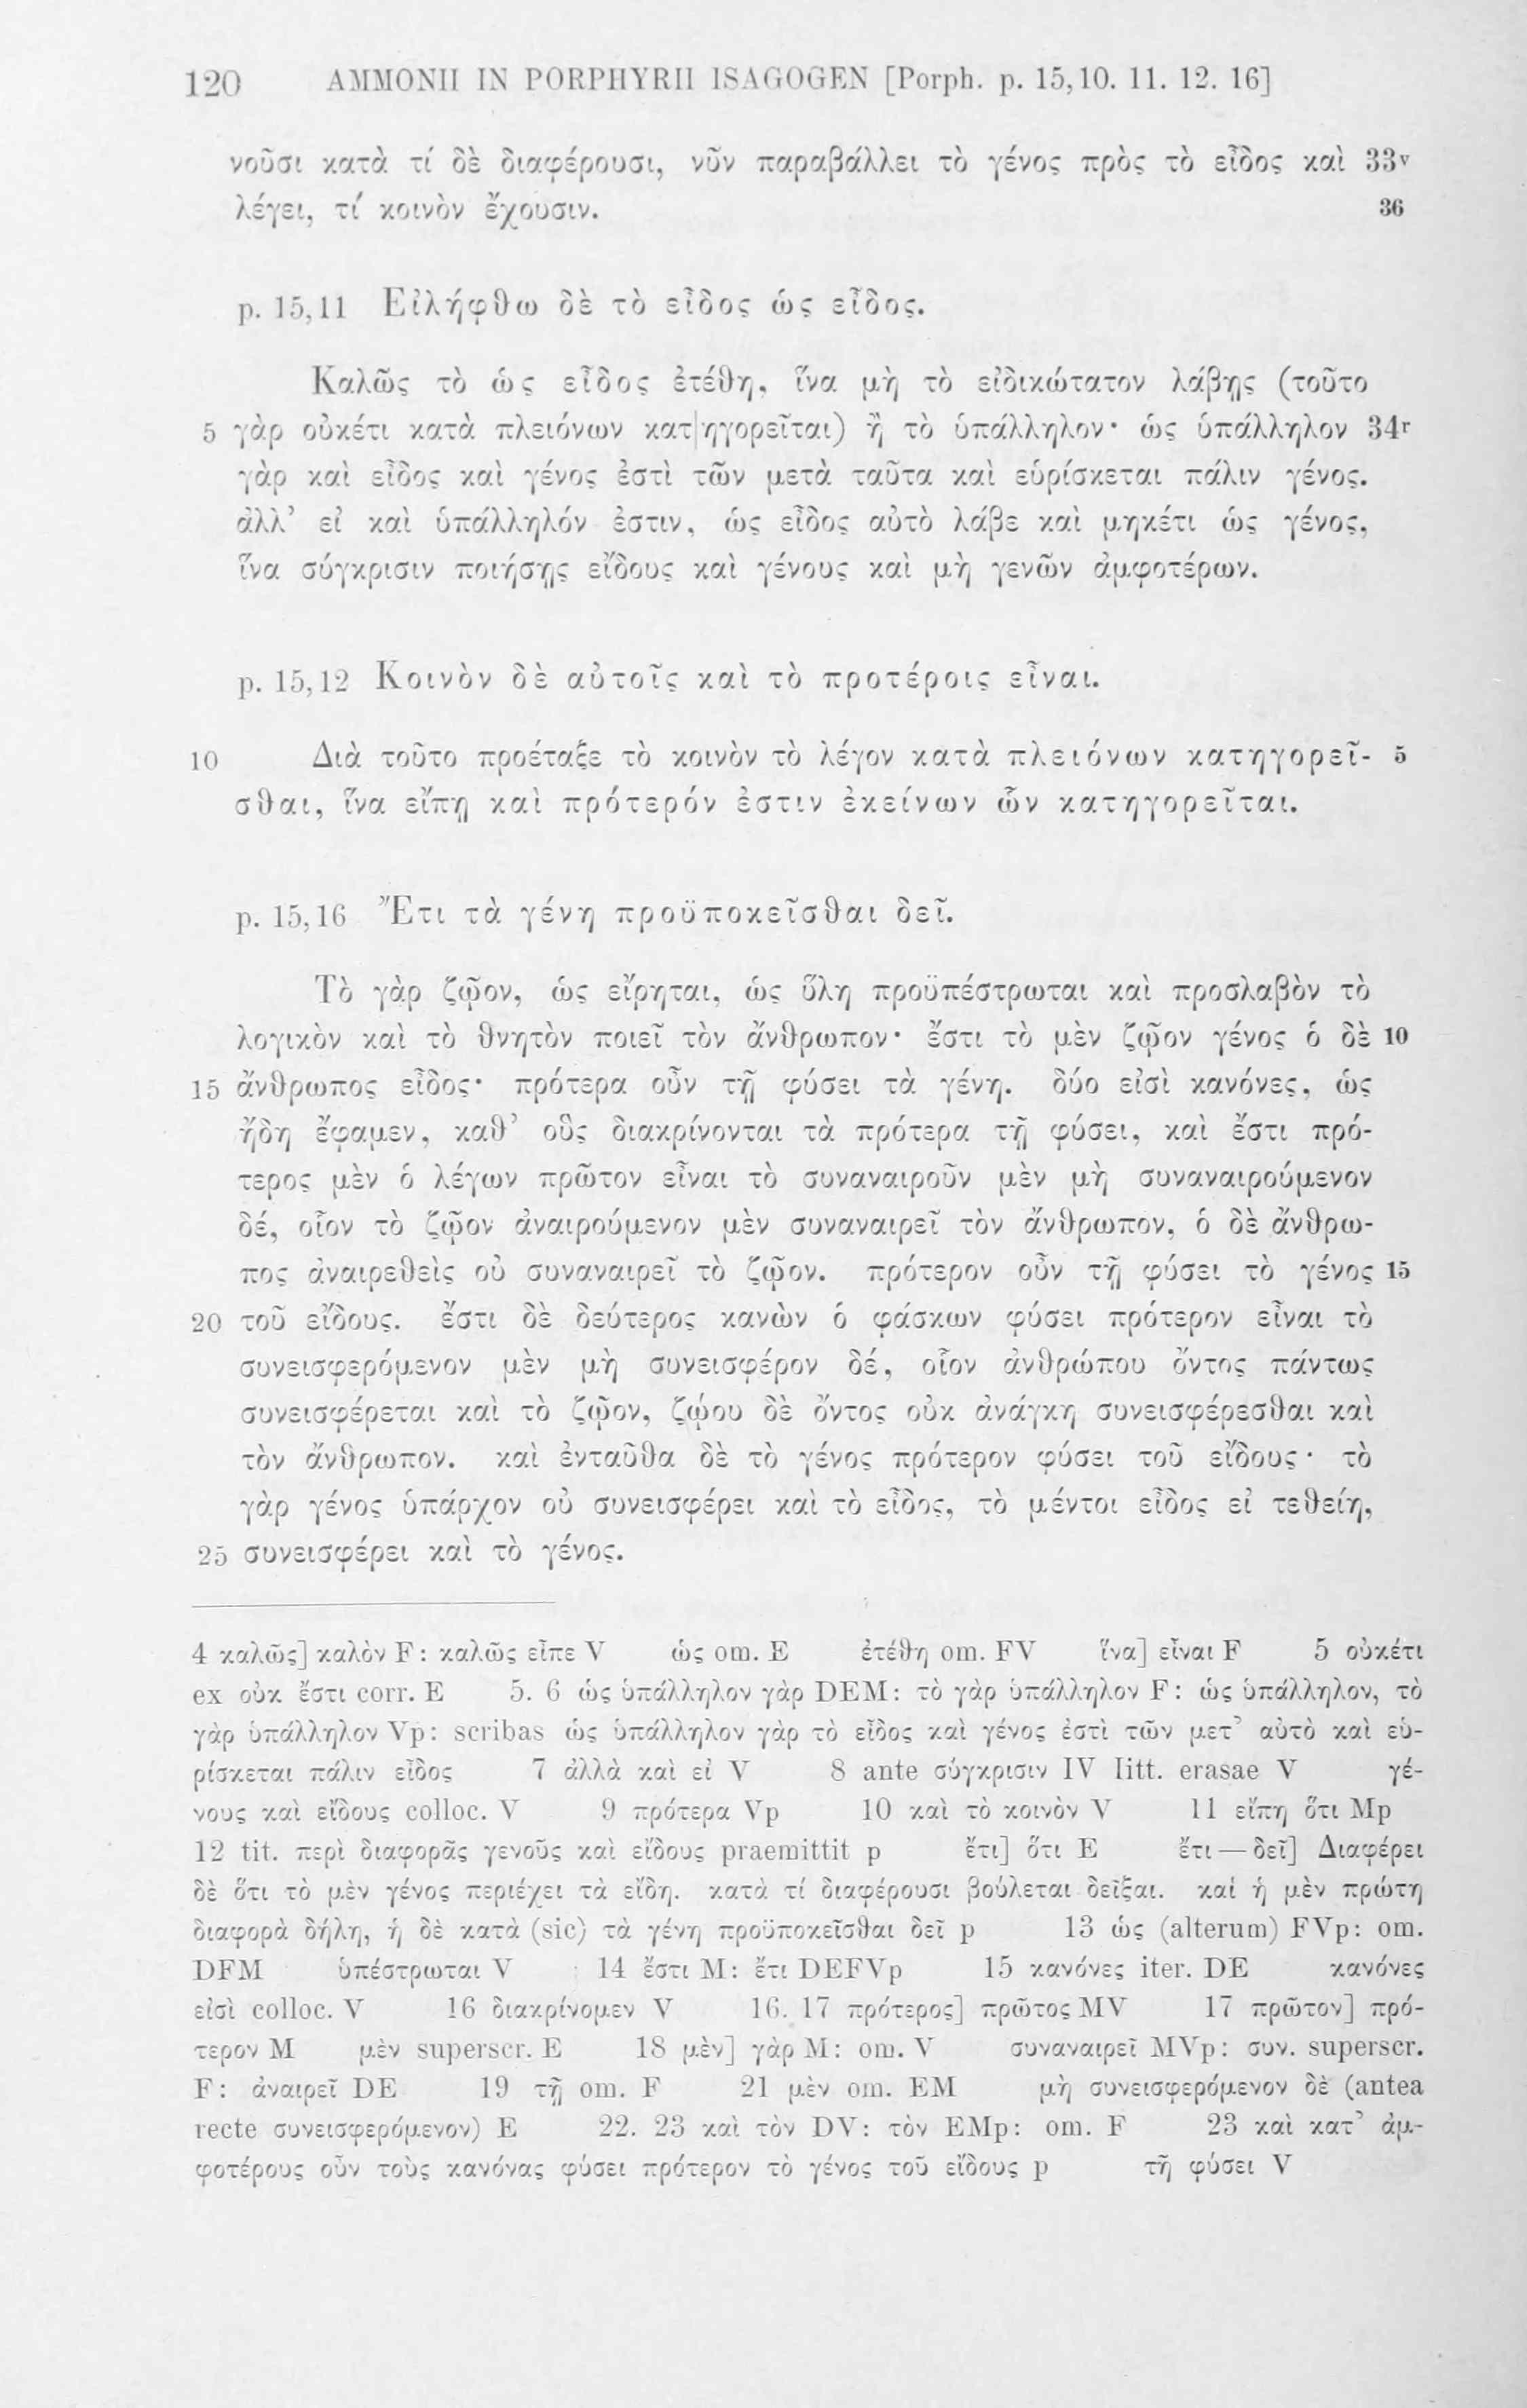 120 AMMONII IN PORPHYRII ISAGOGEN [Porph. p. 15,10. 11. 12. 16]
νοῦσι κατὰ τί δὲ διαφέρουσι, νῦν παραβάλλει τὸ γένος πρὸς τὸ εἶδος καὶ 33v
λέγει, τί κοινὸν ἔχουσιν. 36
p. 15,11 Εἰλήφθω δὲ τὸ εἶδος ὡς εἶδος.
Καλῶς τὸ ὡς εἶδος ἐτέθη, ἵνα μὴ τὸ εἰδικώτατον λάβῃς (τοῦτο
5 γὰρ οὐκέτι κατὰ πλειόνων κατ|ηγορεῖται) ἢ τὸ ὑπάλληλον· ὡς ὑπάλληλον 34r
γὰρ καὶ εἶδος καὶ γένος ἐστὶ τῶν μετὰ ταῦτα καὶ εὑρίσκεται πάλιν γένος.
ἀλλ’ εἰ καὶ ὑπάλληλόν ἐστιν, ὡς εἶδος αὐτὸ λάβε καὶ μηκέτι ὡς γένος,
ἵνα σύγκρισιν ποιήσῃς εἴδους καὶ γένους καὶ μὴ γενῶν ἀμφοτέρων.
p. 15,12 Κοινὸν δὲ αὐτοῖς καὶ τὸ προτέροις εἶναι.
10 Διὰ τοῦτο προέταξε τὸ κοινὸν τὸ λέγον κατὰ πλειόνων κατηγορεῖ- 5
σθαι, ἵνα εἴπῃ καὶ πρότερόν ἐστιν ἐκείνων ὧν κατηγορεῖται.
p. 15,16 Ἔτι τὰ γένη προϋποκεῖσθαι δεῖ.
Τὸ γὰρ ζῷον, ὡς εἴρηται, ὡς ὕλη προϋπέστρωται καὶ προσλαβὸν τὸ
λογικὸν καὶ τὸ θνητὸν ποιεῖ τὸν ἄνθρωπον· ἔστι τὸ μὲν ζῷον γένος ὁ δὲ 10
15 ἄνθρωπος εἶδος· πρότερα οὖν τῇ φύσει τὰ γένη. δύο εἰσὶ κανόνες, ὡς
ἤδη ἔφαμεν, καθ’ οὓς διακρίνονται τὰ πρότερα τῇ φύσει, καὶ ἔστι πρό-
τερος μὲν ὁ λέγων πρῶτον εἶναι τὸ συναναιροῦν μὲν μὴ συναναιρούμενον
δέ, οἷον τὸ ζῷον ἀναιρούμενον μὲν συναναιρεῖ τὸν ἄνθρωπον, ὁ δὲ ἄνθρω-
πος ἀναιρεθεὶς οὐ συναναιρεῖ τὸ ζῷον. πρότερον οὖν τῇ φύσει τὸ γένος 15
20 τοῦ εἴδους. ἔστι δὲ δεύτερος κανὼν ὁ φάσκων φύσει πρότερον εἶναι τὸ
συνεισφερόμενον μὲν μὴ συνεισφέρον δέ, οἷον ἀνθρώπου ὄντος πάντως
συνεισφέρεται καὶ τὸ ζῷον, ζῴου δὲ ὄντος οὐκ ἀνάγκη συνεισφέρεσθαι καὶ
τὸν ἄνθρωπον. καὶ ἐνταῦθα δὲ τὸ γένος πρότερον φύσει τοῦ εἴδους· τὸ
γὰρ γένος ὑπάρχον οὐ συνεισφέρει καὶ τὸ εἶδος, τὸ μέντοι εἶδος εἰ τεθείη,
25 συνεισφέρει καὶ τὸ γένος.
4 καλῶς] καλὸν F: καλῶς εἶπε V ὡς om. E ἐτέθη om. FV ἵνα] εἶναι F 5 οὐκέτι
ex οὐκ ἔστι corr. E 5. 6 ὡς ὑπάλληλον γὰρ DEM: τὸ γὰρ ὑπάλληλον F: ὡς ὑπάλληλον, τὸ
γὰρ ὑπάλληλον Vp: scribas ὡς ὑπάλληλον γὰρ τὸ εἶδος καὶ γένος ἐστὶ τῶν μετ’ αὐτὸ καὶ εὑ-
ρίσκεται πάλιν εἶδος 7 ἀλλὰ καὶ εἰ V 8 ante σύγκρισιν IV litt. erasae V γέ-
νους καὶ εἴδους colloc. V 9 πρότερα Vp 10 καὶ τὸ κοινὸν V 11 εἴπῃ ὅτι Mp
12 tit. περὶ διαφορᾶς γενοῦς καὶ εἴδους praemittit p ἔτι] ὅτι E ἔτι — δεῖ] Διαφέρει
δὲ ὅτι τὸ μὲν γένος περιέχει τὰ εἴδη. κατὰ τί διαφέρουσι βούλεται δεῖξαι. καί ἡ μὲν πρώτη
διαφορὰ δήλη, ἡ δὲ κατὰ (sic) τὰ γένη προϋποκεῖσθαι δεῖ p 13 ὡς (alterum) FVp: om.
DFM ὑπέστρωται V 14 ἔστι M: ἔτι DEFVp 15 κανόνες iter. DE κανόνες
εἰσὶ colloc. V 16 διακρίνομεν V 16. 17 πρότερος] πρῶτος MV 17 πρῶτον] πρό-
τερον M μὲν superscr. E 18 μὲν] γὰρ M: om. V συναναιρεῖ MVp: συν. superscr.
F: ἀναιρεῖ DE 19 τῇ om. F 21 μὲν om. EM μὴ συνεισφερόμενον δὲ (antea
recte συνεισφερόμενον) E 22. 23 καὶ τὸν DV: τὸν EMp: om. F 23 καὶ κατ’ ἀμ-
φοτέρους οὖν τοὺς κανόνας φύσει πρότερον τὸ γένος τοῦ εἴδους p τῇ φύσει V